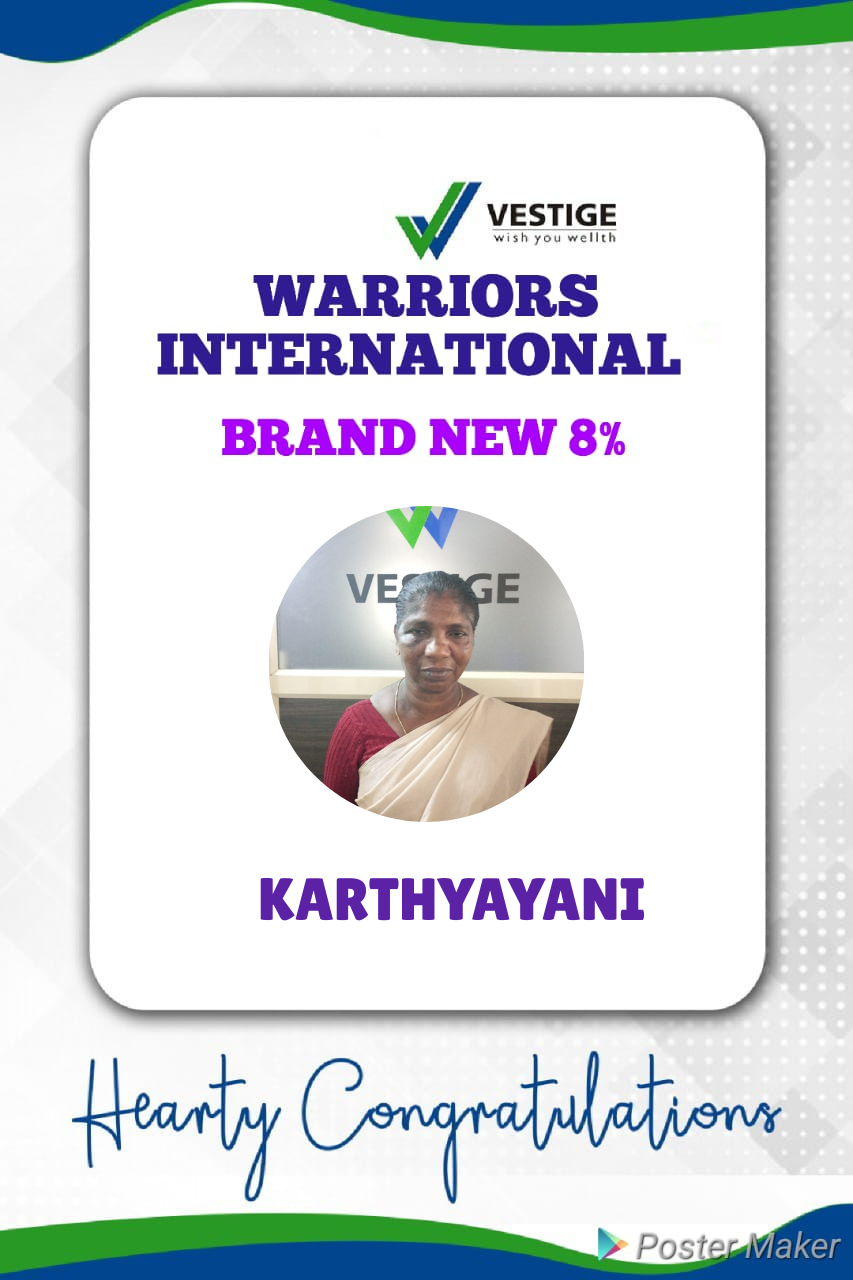 VESTIGE
wish you wellth
WARRIORS
INTERNATIONAL
BRAND NEW 8%
VESTIGE
KARTHYAYANI
Hearty Congratulations
Poster Maker